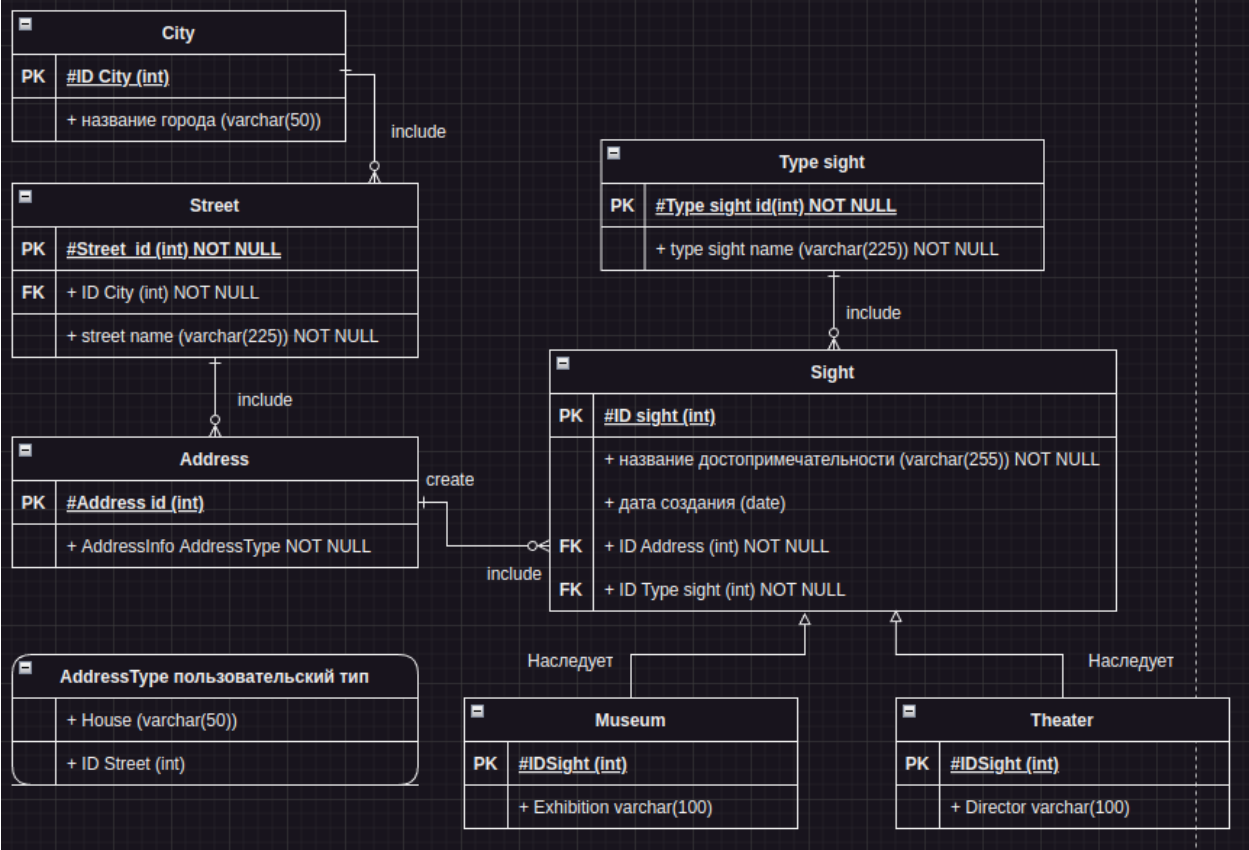 City
PK #ID City (int)
+ название города (varchar(50))
include
Street
PK #Street_id (int) NOT NULL
FK + ID City (int) NOT NULL
+ street name (varchar(225)) NOT NULL
include
Address
PK #Address id (int)
+ AddressInfo AddressType NOT NULL
create
include
AddressType пользовательский тип
+ House (varchar(50))
+ ID Street (int)
Type sight
PK #Type sight id(int) NOT NULL
+ type sight name (varchar(225)) NOT NULL
include
Sight
PK #ID sight (int)
+ название достопримечательности (varchar(255)) NOT NULL
+ дата создания (date)
FK + ID Address (int) NOT NULL
FK + ID Type sight (int) NOT NULL
Наследует
Наследует
Museum
PK #IDSight (int)
+ Exhibition varchar(100)
Theater
PK #IDSight (int)
+ Director varchar(100)